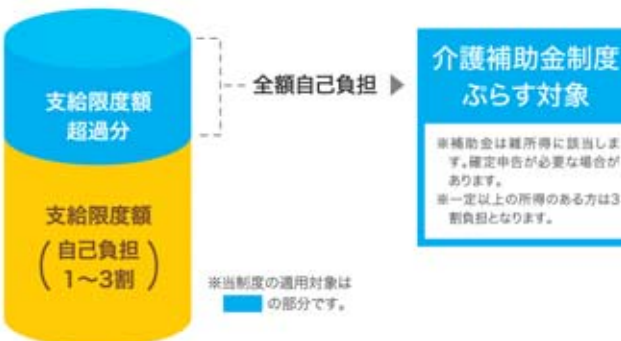 支給限度額
超過分
全額自己負担 ▶
介護補助金制度
ぷらす対象
※補助金は雑所得に該当しま
す。確定申告が必要な場合が
あります。
※一定以上の所得のある方は3
割負担となります。
支給限度額
(自己負担
1～3割)
※当制度の適用対象は
の部分です。